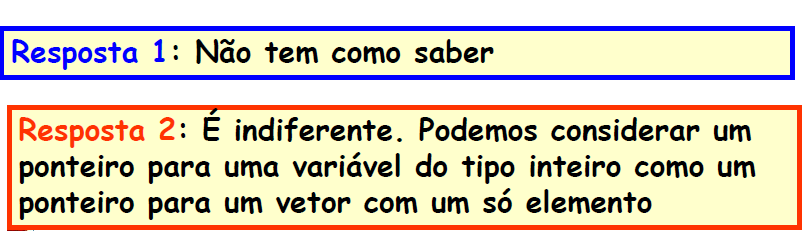 Resposta 1: Não tem como saber
Resposta 2: É indiferente. Podemos considerar um
ponteiro para uma variável do tipo inteiro como um
ponteiro para um vetor com um só elemento